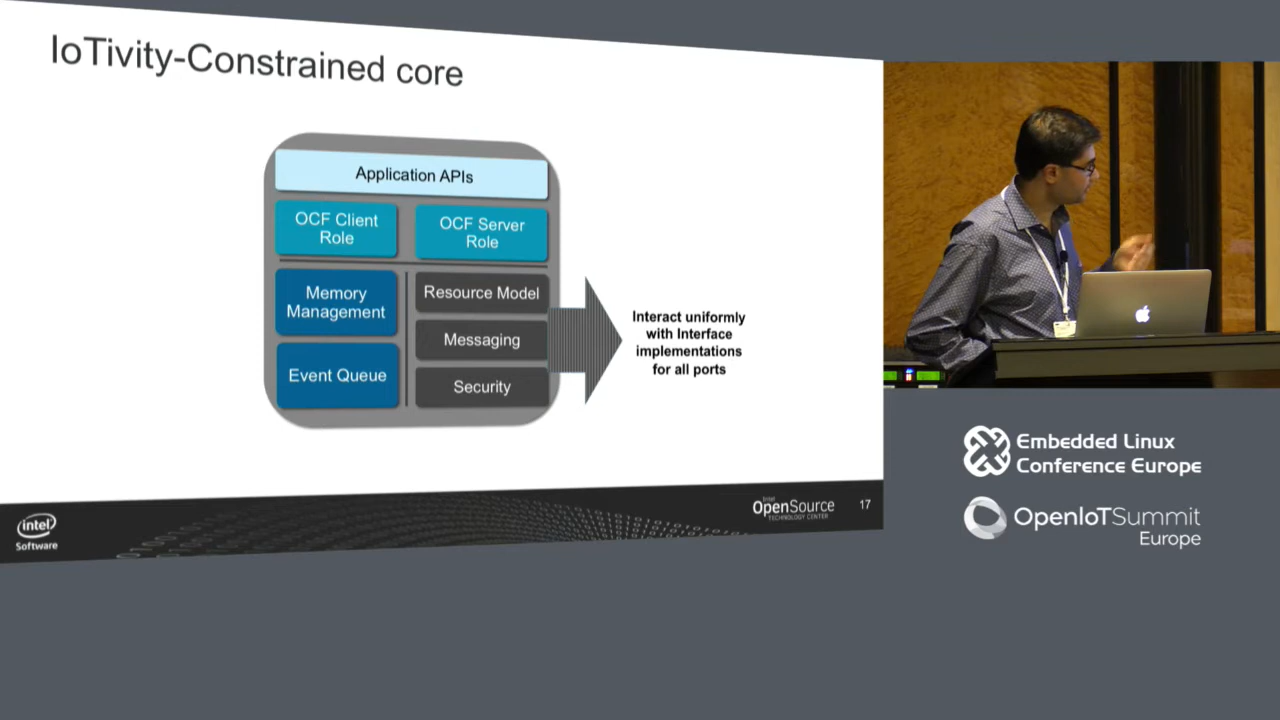 IoTivity-Constrained core
Application APIs
OCF Client
Role
OCF Server
Role
Memory
Management
Event Queue
Resource Model
Messaging
Security
Interact uniformly
with Interface
implementations
for all ports
intel
Software
Intel
OpenSource
TECHNOLOGY CENTER
17
Embedded Linux
Conference Europe
OpenIoTSummit
Europe